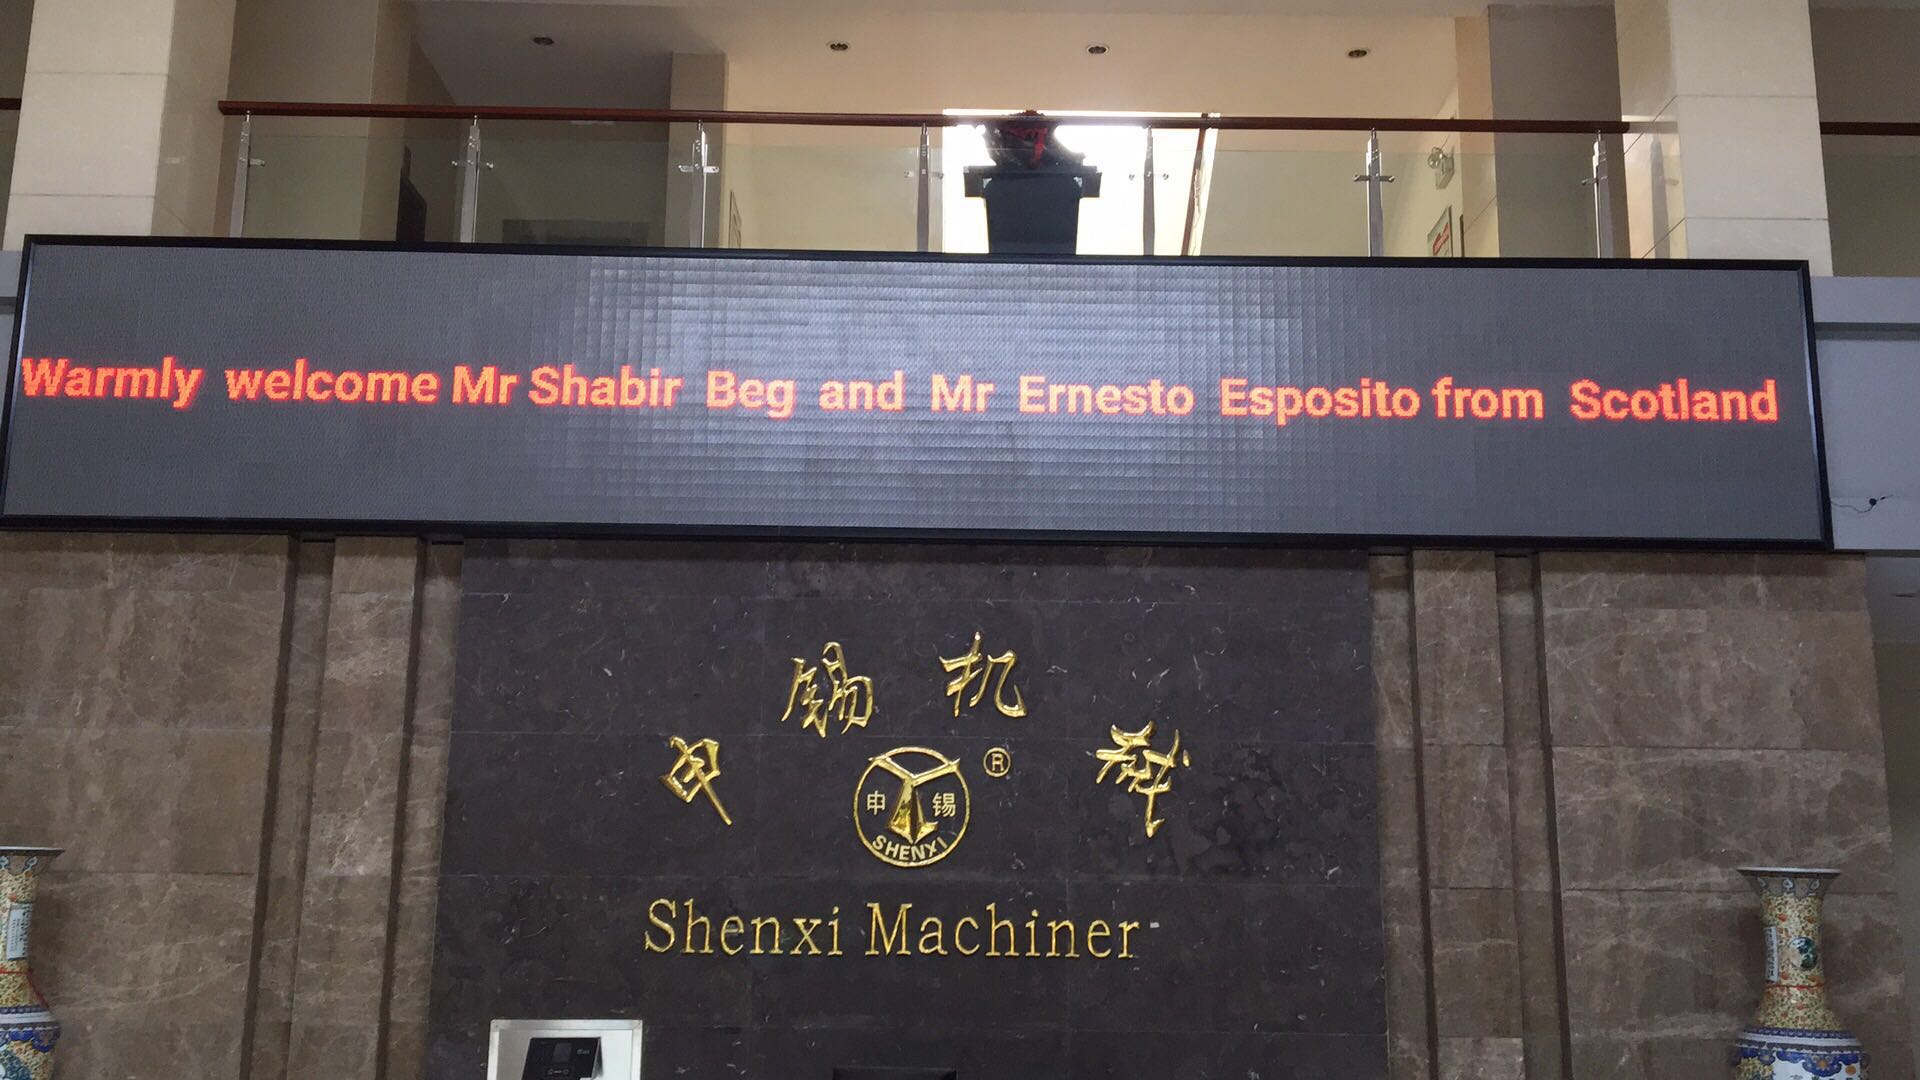 Warmly welcome Mr Shabir Beg and Mr Ernesto Esposito from Scotland
申锡机械
®
申 锡
SHENXI
Shenxi Machiner